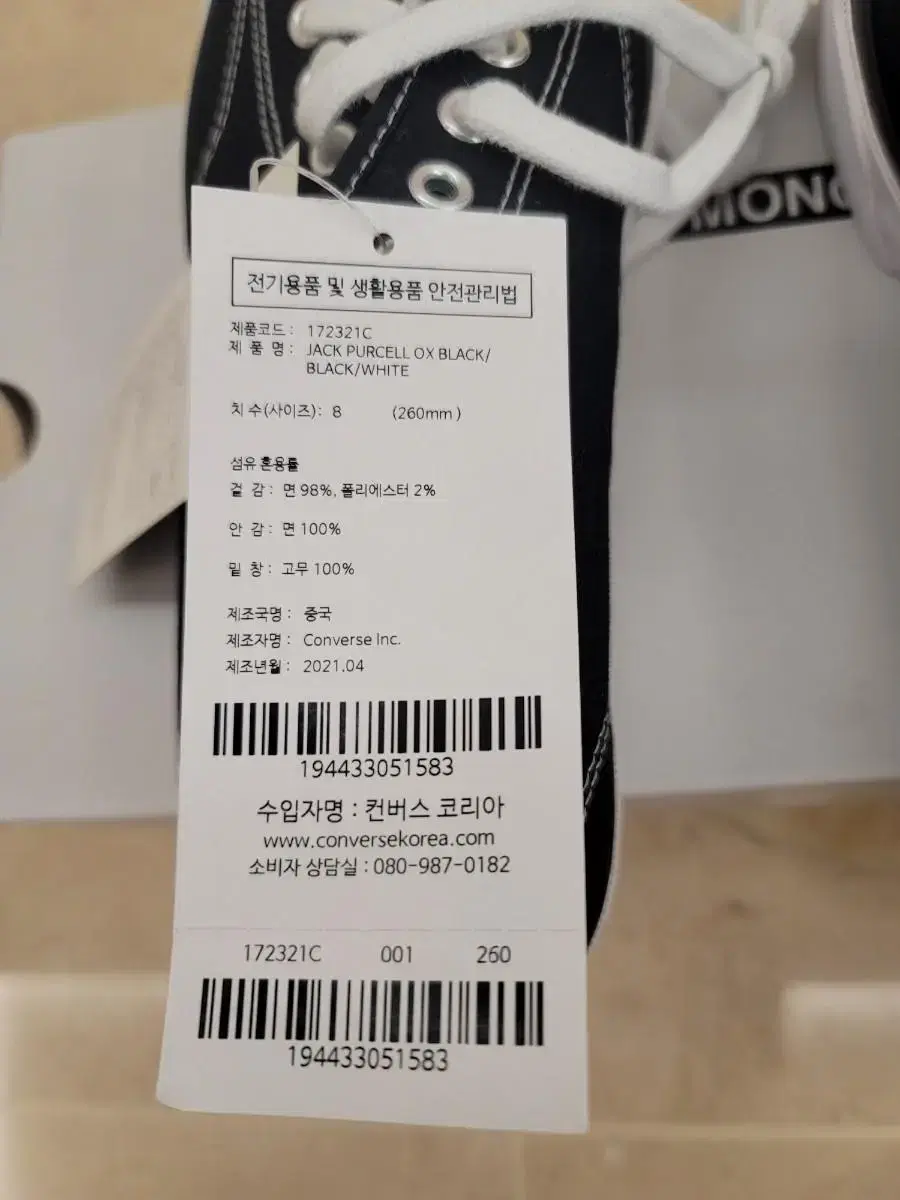 MONO
전기용품 및 생활용품 안전관리법
제품코드 : 172321C
제 품 명 : JACK PURCELL OX BLACK/
BLACK/WHITE
치 수(사이즈): 8 (260mm )
섬유 혼용률
겉 감 : 면 98%, 폴리에스터 2%
안 감 : 면 100%
밑 창 : 고무 100%
제조국명 : 중국
제조자명 : Converse Inc.
제조년월 : 2021.04
194433051583
수입자명 : 컨버스 코리아
www.conversekorea.com
소비자 상담실 : 080-987-0182
172321C 001 260
194433051583